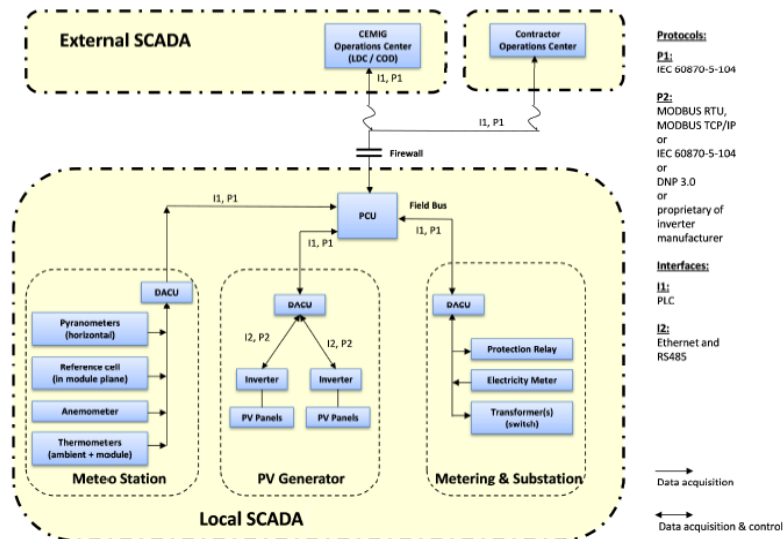 External SCADA
CEMIG
Operations Center
(LDC / COD)
Contractor
Operations Center
I1, P1
I1, P1
Firewall
PCU
Field Bus
I1, P1
I1, P1
I1, P1
DACU
Pyranometers
(horizontal)
Reference cell
(in module plane)
Anemometer
Thermometers
(ambient + module)
Meteo Station
DACU
I2, P2
I2, P2
Inverter
Inverter
PV Panels
PV Panels
PV Generator
DACU
Protection Relay
Electricity Meter
Transformer(s)
(switch)
Metering & Substation
Local SCADA
Protocols:
P1:
IEC 60870-5-104
P2:
MODBUS RTU,
MODBUS TCP/IP
or
IEC 60870-5-104
or
DNP 3.0
or
proprietary of
inverter
manufacturer
Interfaces:
I1:
PLC
I2:
Ethernet and
RS485
Data acquisition
Data acquisition & control